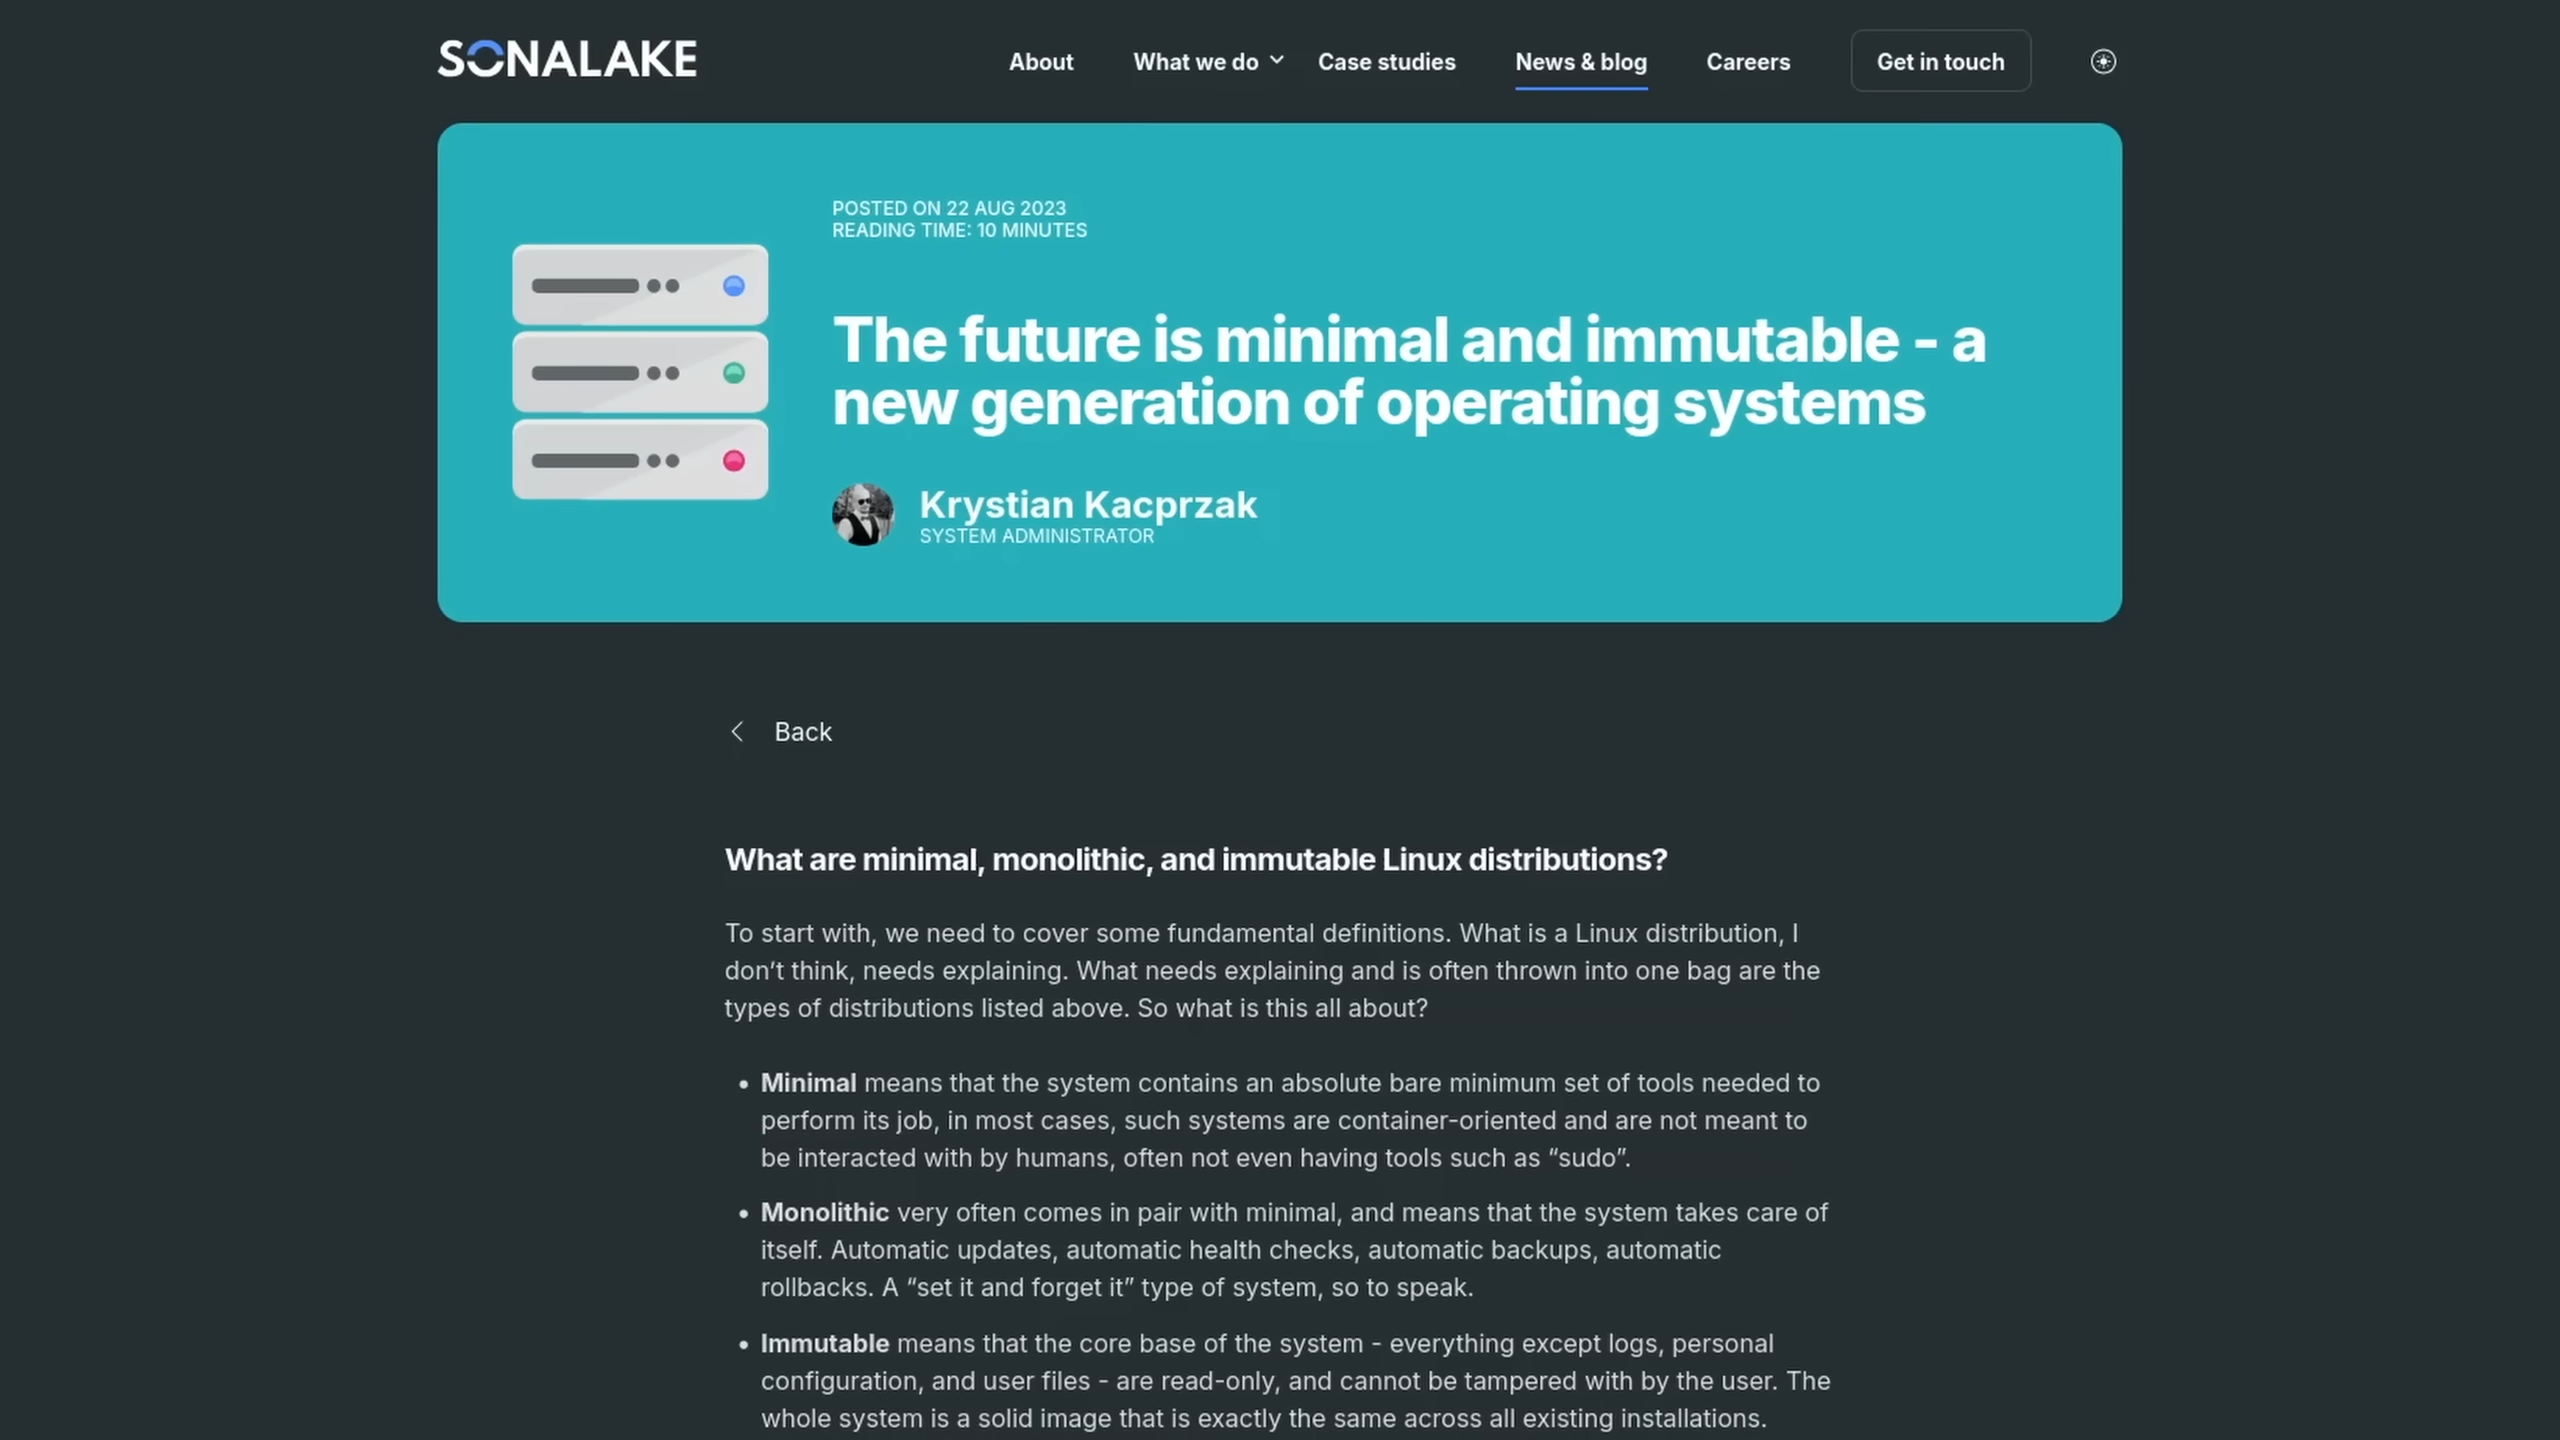 SONALAKE
About
What we do
Case studies
News & blog
Careers
Get in touch
POSTED ON 22 AUG 2023
READING TIME: 10 MINUTES
The future is minimal and immutable - a
new generation of operating systems
Krystian Kacprzak
SYSTEM ADMINISTRATOR
Back
What are minimal, monolithic, and immutable Linux distributions?
To start with, we need to cover some fundamental definitions. What is a Linux distribution, I
don’t think, needs explaining. What needs explaining and is often thrown into one bag are the
types of distributions listed above. So what is this all about?
• Minimal means that the system contains an absolute bare minimum set of tools needed to
perform its job, in most cases, such systems are container-oriented and are not meant to
be interacted with by humans, often not even having tools such as “sudo”.
• Monolithic very often comes in pair with minimal, and means that the system takes care of
itself. Automatic updates, automatic health checks, automatic backups, automatic
rollbacks. A “set it and forget it” type of system, so to speak.
• Immutable means that the core base of the system - everything except logs, personal
configuration, and user files - are read-only, and cannot be tampered with by the user. The
whole system is a solid image that is exactly the same across all existing installations.